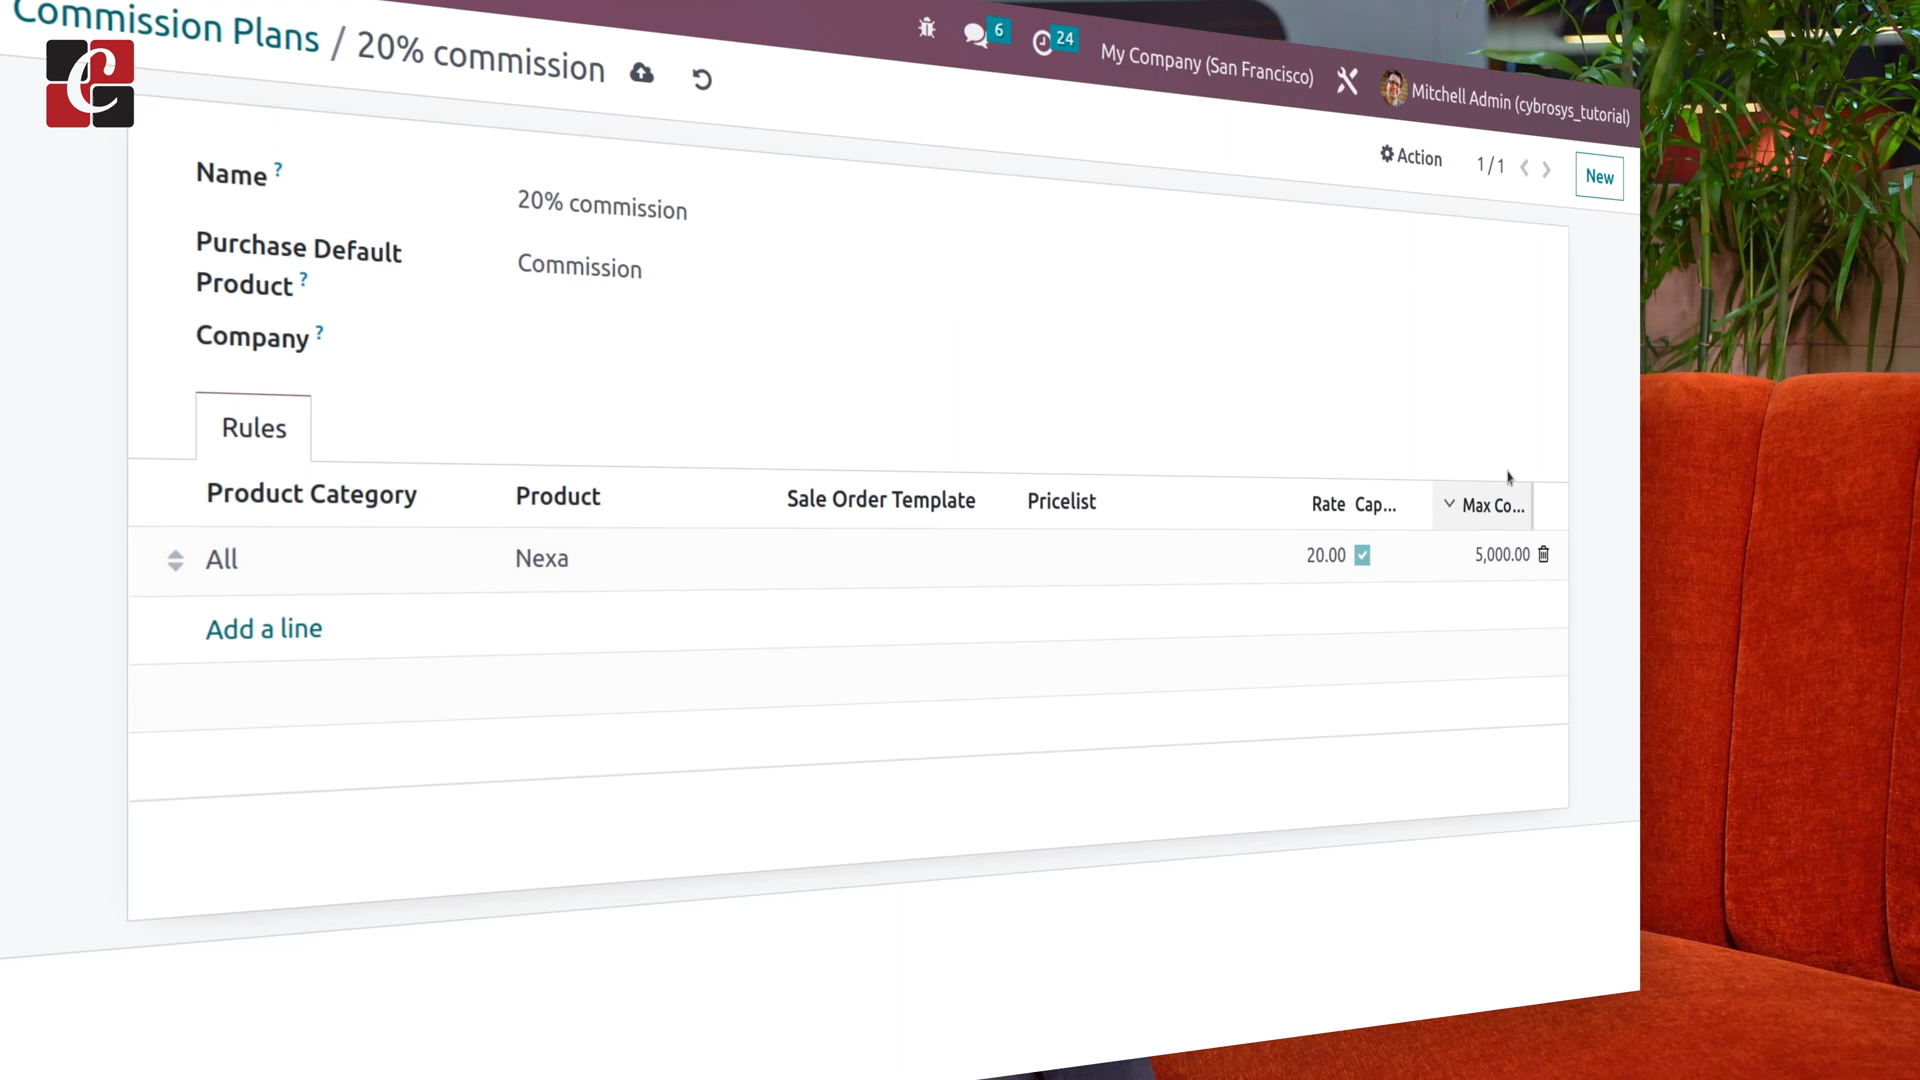 Commission Plans / 20% commission
6
24
My Company (San Francisco)
Mitchell Admin (cybrosys_tutorial)
Action
1 / 1
New
Name ?
20% commission
Purchase Default
Product ?
Commission
Company ?
Rules
Product Category Product Sale Order Template Pricelist Rate Cap... Max Co...
All Nexa 20.00 5,000.00
Add a line